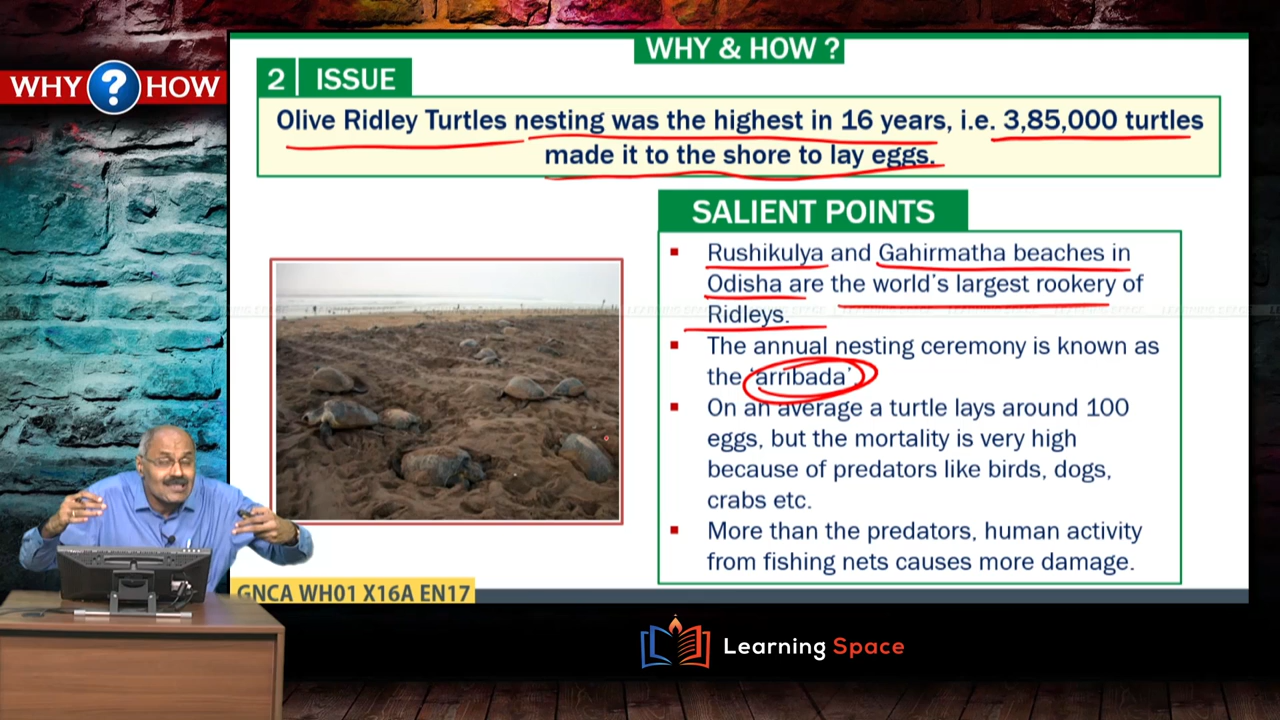 WHY & HOW ?
WHY ? HOW
2 ISSUE
Olive Ridley Turtles nesting was the highest in 16 years, i.e. 3,85,000 turtles
made it to the shore to lay eggs.
SALIENT POINTS
▪ Rushikulya and Gahirmatha beaches in
Odisha are the world's largest rookery of
Ridleys.
▪ The annual nesting ceremony is known as
the 'arribada'.
▪ On an average a turtle lays around 100
eggs, but the mortality is very high
because of predators like birds, dogs,
crabs etc.
▪ More than the predators, human activity
from fishing nets causes more damage.
GNCA WH01 X16A EN17
Learning Space